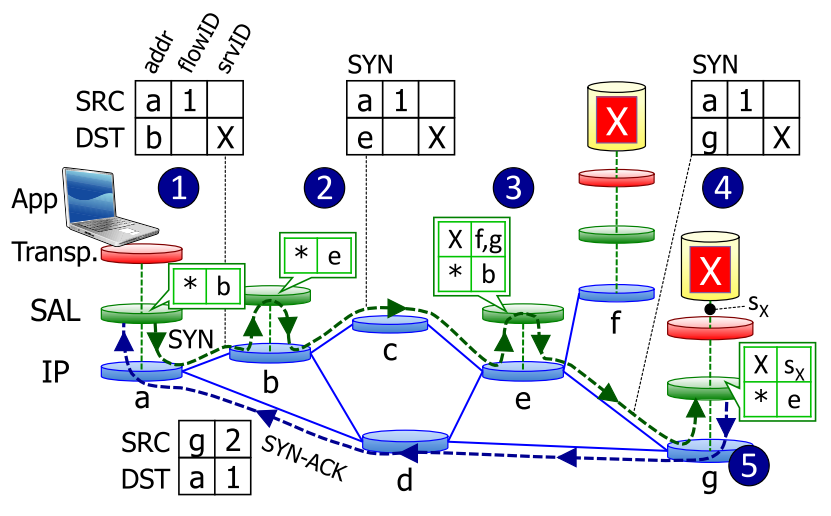 addr flowID srvID
SRC a 1
DST b X
SYN
a 1
e X
SYN
a 1
g X
X
1
2
3
4
App
Transp.
SAL
IP
* b
* e
X f,g
* b
X
s_X
X s_X
* e
SYN
a
b
c
d
e
f
g
5
SRC g 2
DST a 1
SYN-ACK